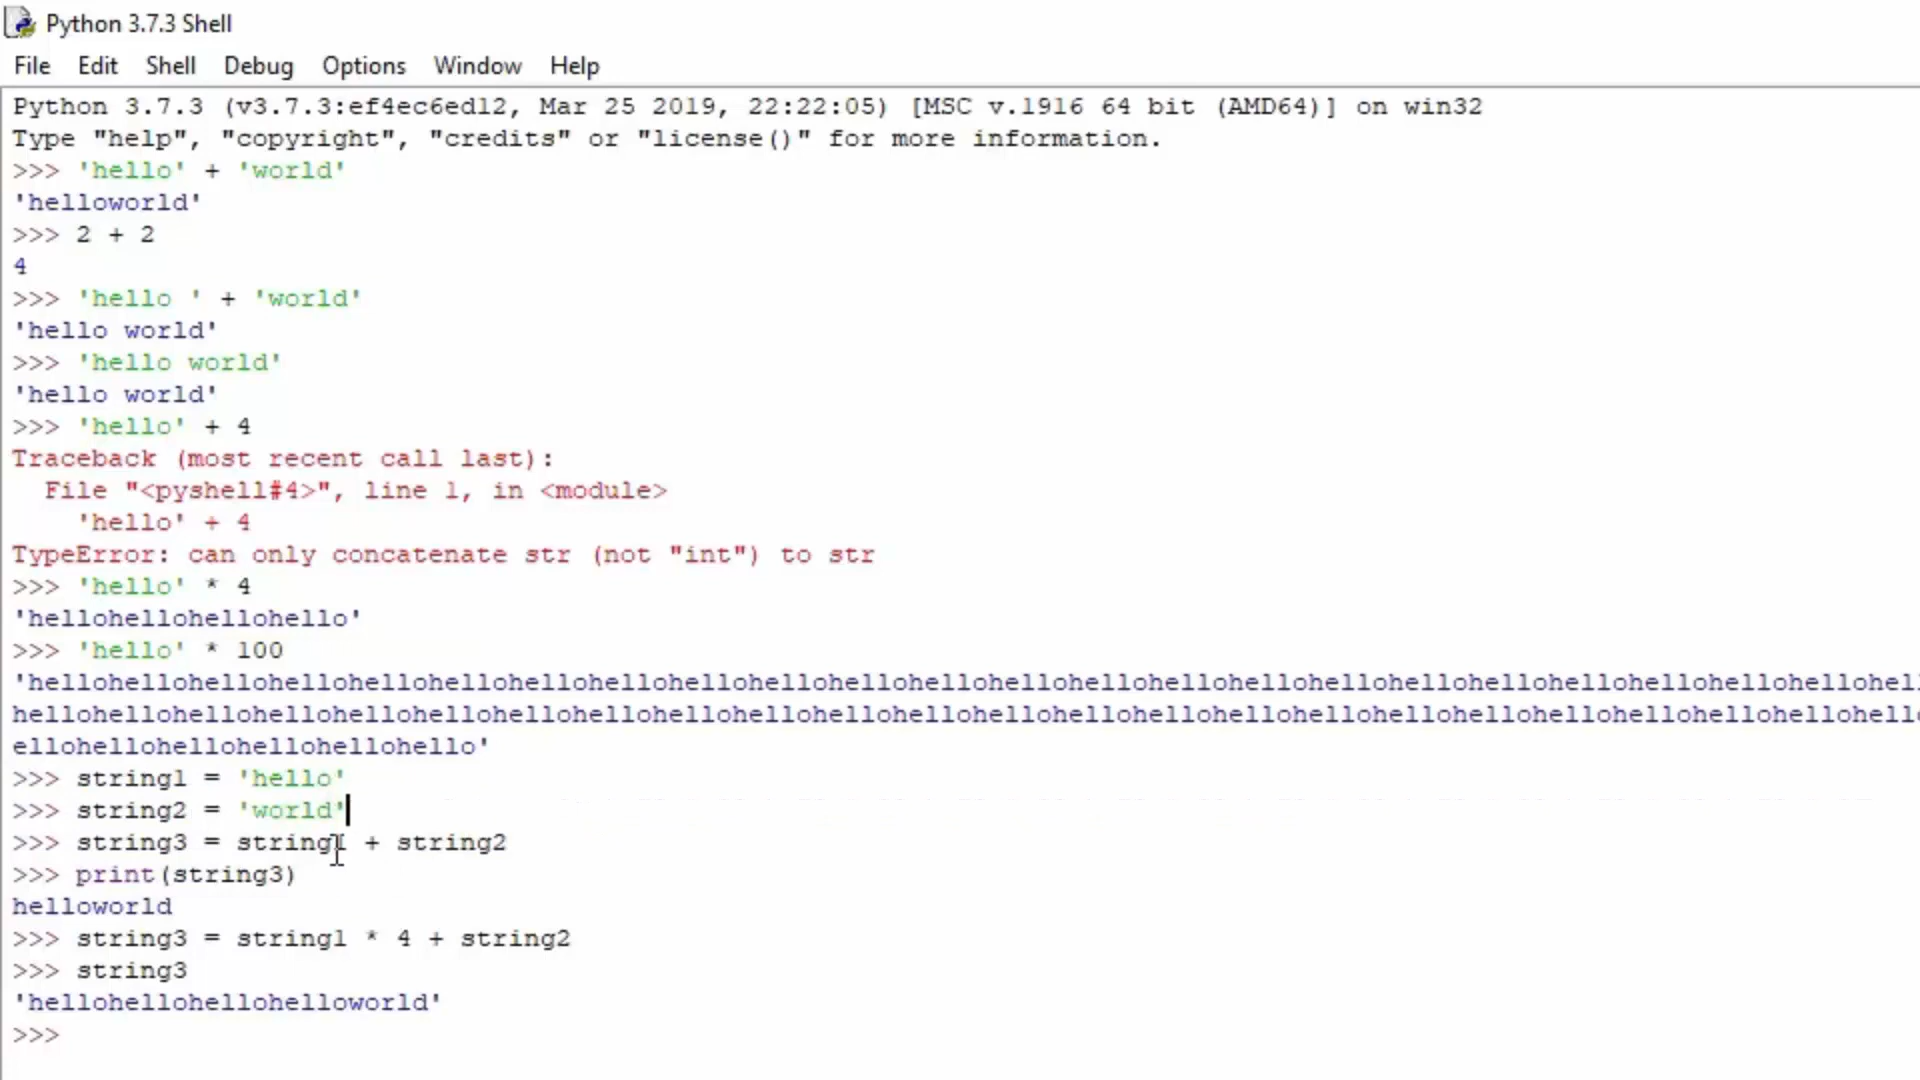 Python 3.7.3 Shell
File Edit Shell Debug Options Window Help
Python 3.7.3 (v3.7.3:ef4ec6ed12, Mar 25 2019, 22:22:05) [MSC v.1916 64 bit (AMD64)] on win32
Type "help", "copyright", "credits" or "license()" for more information.
>>> 'hello' + 'world'
'helloworld'
>>> 2 + 2
4
>>> 'hello ' + 'world'
'hello world'
>>> 'hello world'
'hello world'
>>> 'hello' + 4
Traceback (most recent call last):
  File "<pyshell#4>", line 1, in <module>
    'hello' + 4
TypeError: can only concatenate str (not "int") to str
>>> 'hello' * 4
'hellohellohellohello'
>>> 'hello' * 100
'hellohellohellohellohellohellohellohellohellohellohellohellohellohellohellohellohellohellohellohellohellohellohellohel
hellohellohellohellohellohellohellohellohellohellohellohellohellohellohellohellohellohellohellohellohellohellohellohell
ellohellohellohellohellohello'
>>> string1 = 'hello'
>>> string2 = 'world'
>>> string3 = string1 + string2
>>> print(string3)
helloworld
>>> string3 = string1 * 4 + string2
>>> string3
'hellohellohellohelloworld'
>>>